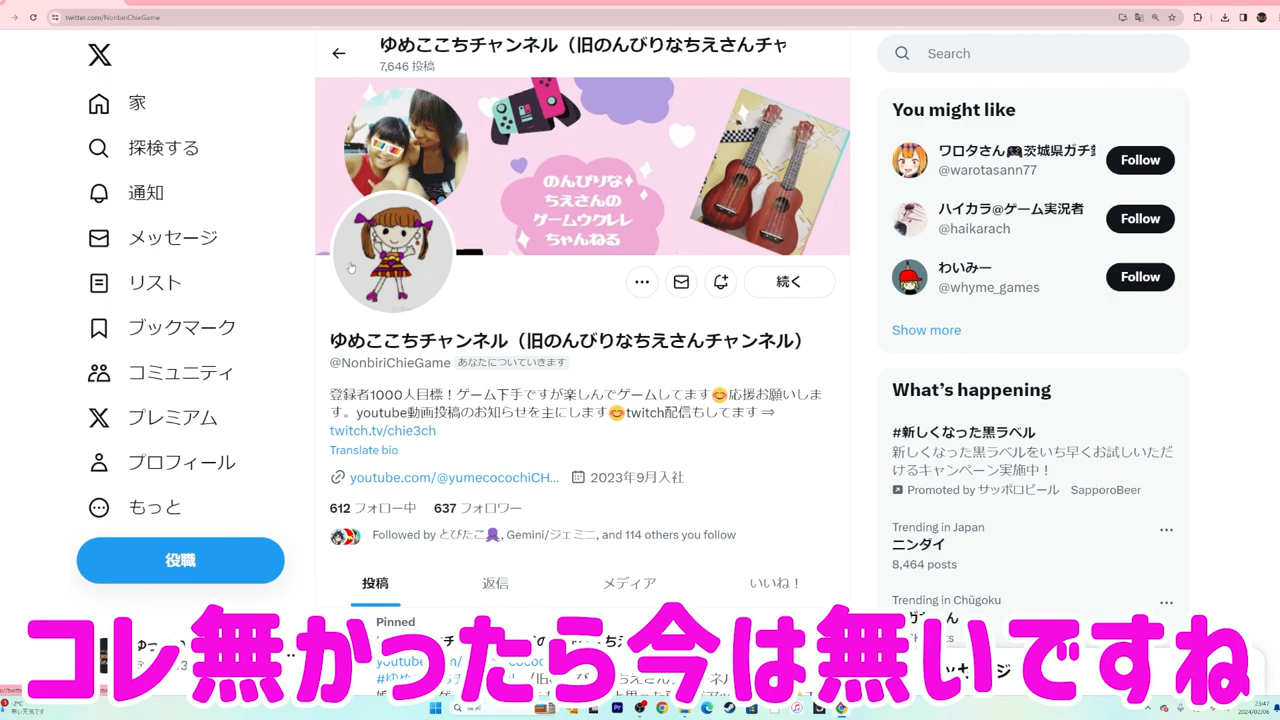 twitter.com/NonbiriChieGame
ゆめここちチャンネル（旧のんびりなちえさんチャ
7,646 投稿
Search
家
探検する
通知
メッセージ
リスト
ブックマーク
コミュニティ
プレミアム
プロフィール
もっと
役職
のんびりな
ちえさんの
ゲームウクレレ
ちゃんねる
続く
ゆめここちチャンネル（旧のんびりなちえさんチャンネル）
@NonbiriChieGame あなたについていきます
登録者1000人目標！ゲーム下手ですが楽しんでゲームしてます😊応援お願いしま
す。youtube動画投稿のお知らせを主にします😊twitch配信もしてます ⇒
twitch.tv/chie3ch
Translate bio
youtube.com/@yumecocochiCH... 2023年9月入社
612 フォロー中 637 フォロワー
Followed by とびたこ🐙, Gemini/ジェミニ, and 114 others you follow
投稿 返信 メディア いいね！
Pinned
You might like
ワロタさん🎮茨城県ガチ
@warotasann77
Follow
ハイカラ@ゲーム実況者
@haikarach
Follow
わいみー
@whyme_games
Follow
Show more
What's happening
#新しくなった黒ラベル
新しくなった黒ラベルをいち早くお試しいただ
けるキャンペーン実施中！
Promoted by サッポロビール SapporoBeer
Trending in Japan
ニンダイ
8,464 posts
Trending in Chūgoku
コレ無かったら今は無いですね
-2°C
寒い天気です
23:47
2024/02/06